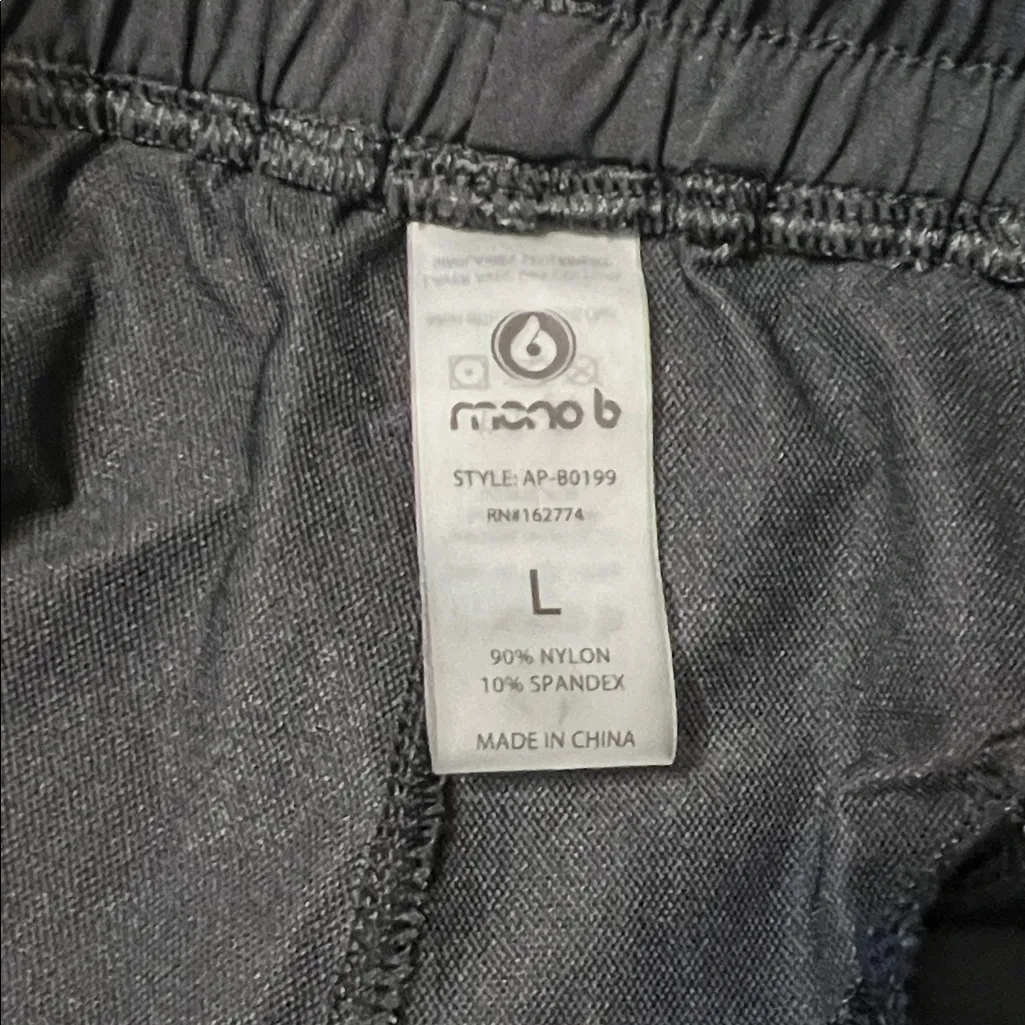 mono b
STYLE: AP-B0199
RN#162774
L
90% NYLON
10% SPANDEX
MADE IN CHINA